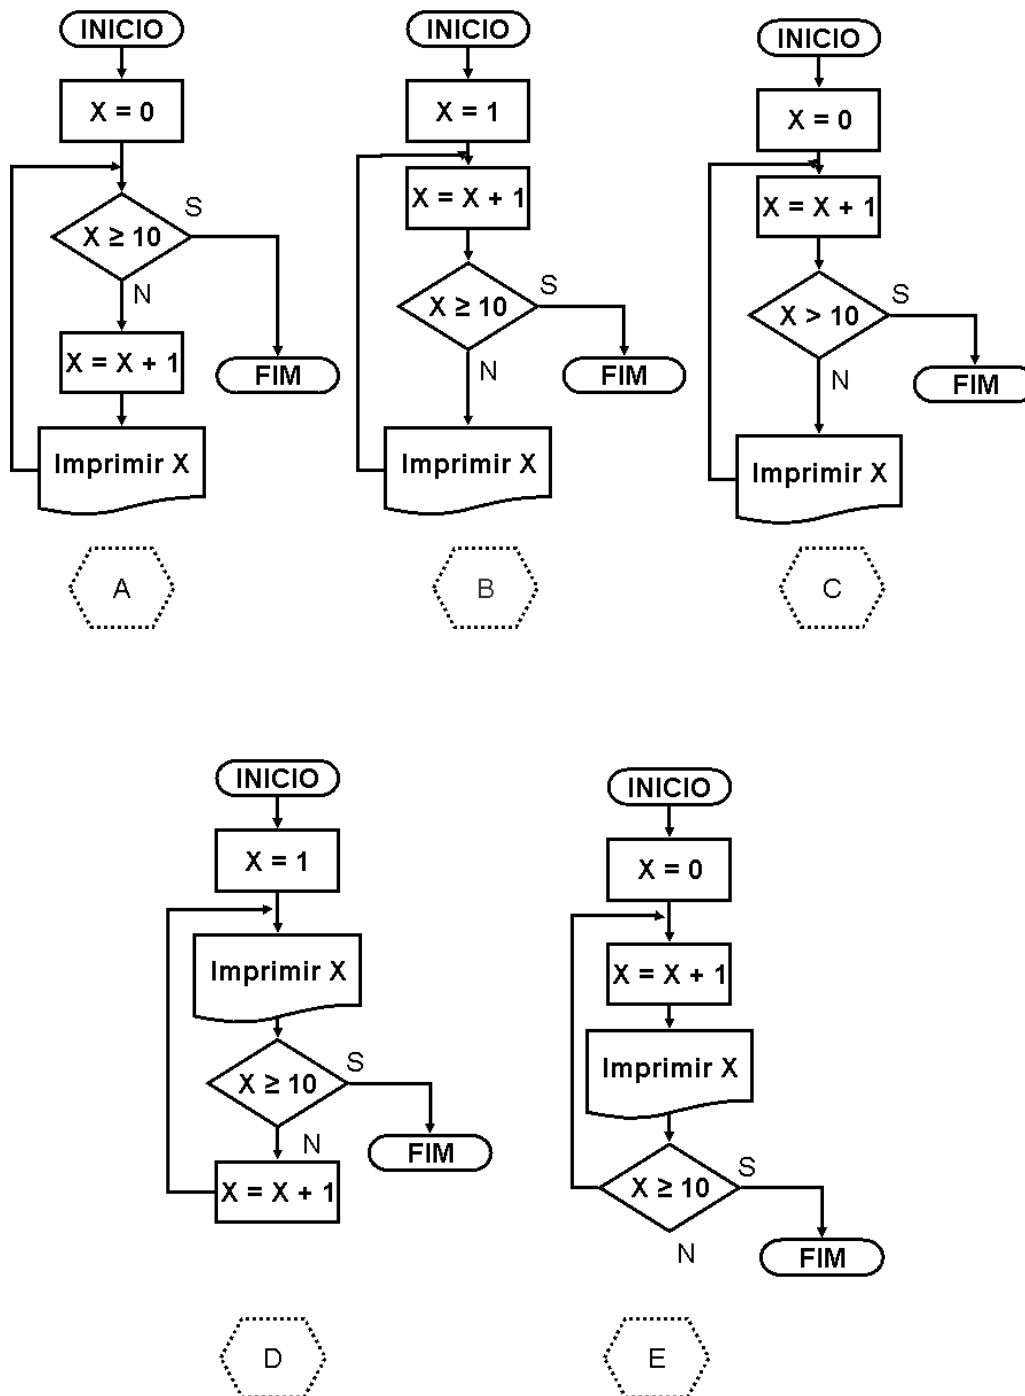 INICIO
X = 0
X ≥ 10
S
N
X = X + 1
FIM
Imprimir X
A
INICIO
X = 1
X = X + 1
X ≥ 10
S
N
FIM
Imprimir X
B
INICIO
X = 0
X = X + 1
X > 10
S
N
FIM
Imprimir X
C
INICIO
X = 1
Imprimir X
X ≥ 10
S
N
FIM
X = X + 1
D
INICIO
X = 0
X = X + 1
Imprimir X
X ≥ 10
S
N
FIM
E